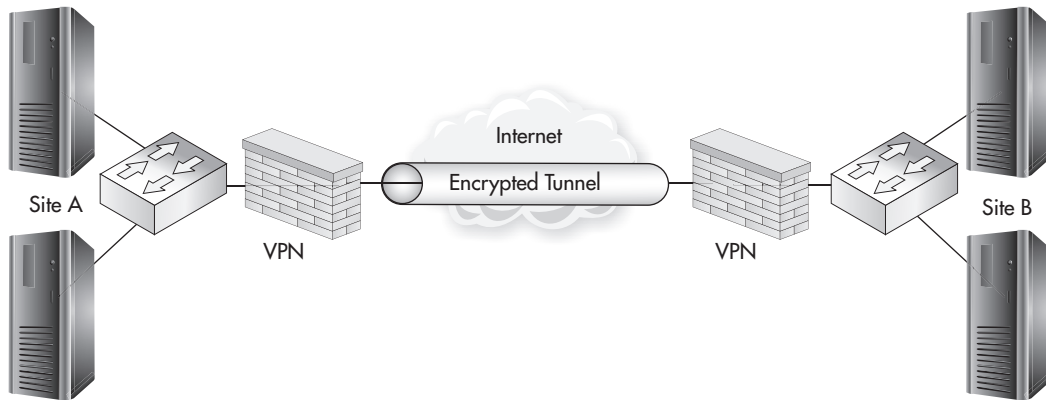 Internet
Encrypted Tunnel
Site A
Site B
VPN
VPN